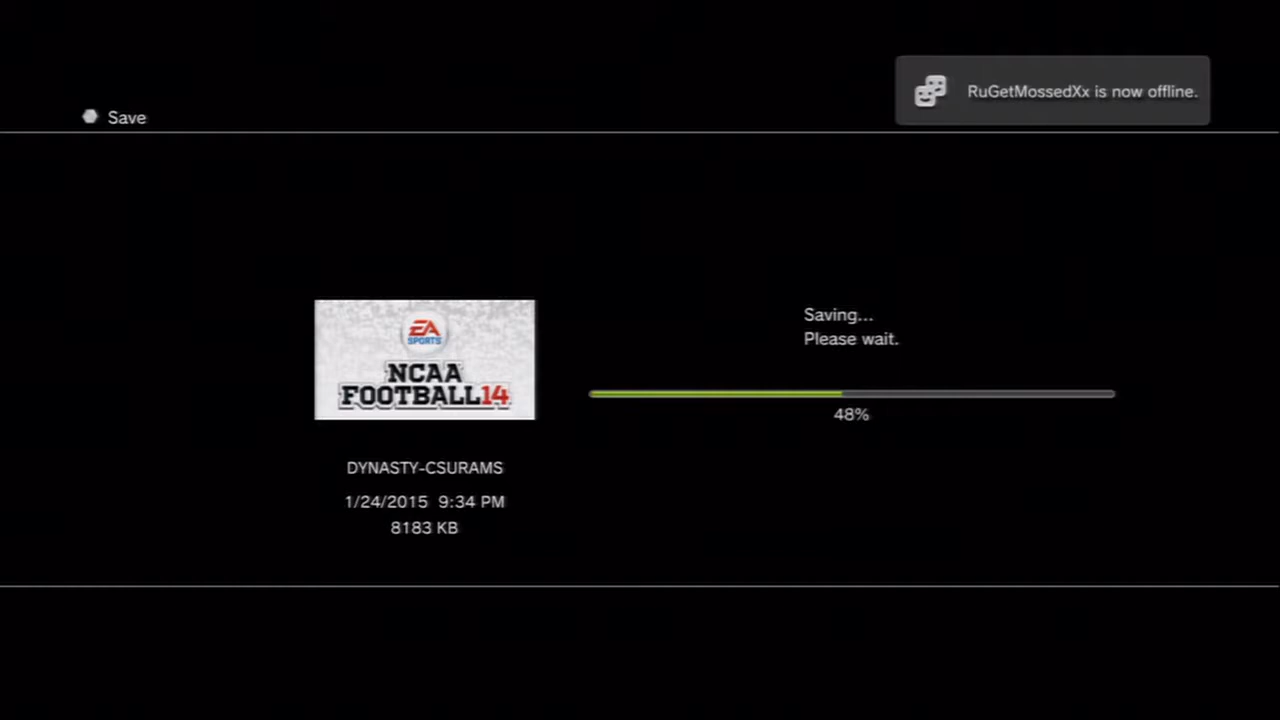 RuGetMossedXx is now offline.
Save
EA
SPORTS
NCAA
FOOTBALL14
Saving...
Please wait.
48%
DYNASTY-CSURAMS
1/24/2015 9:34 PM
8183 KB